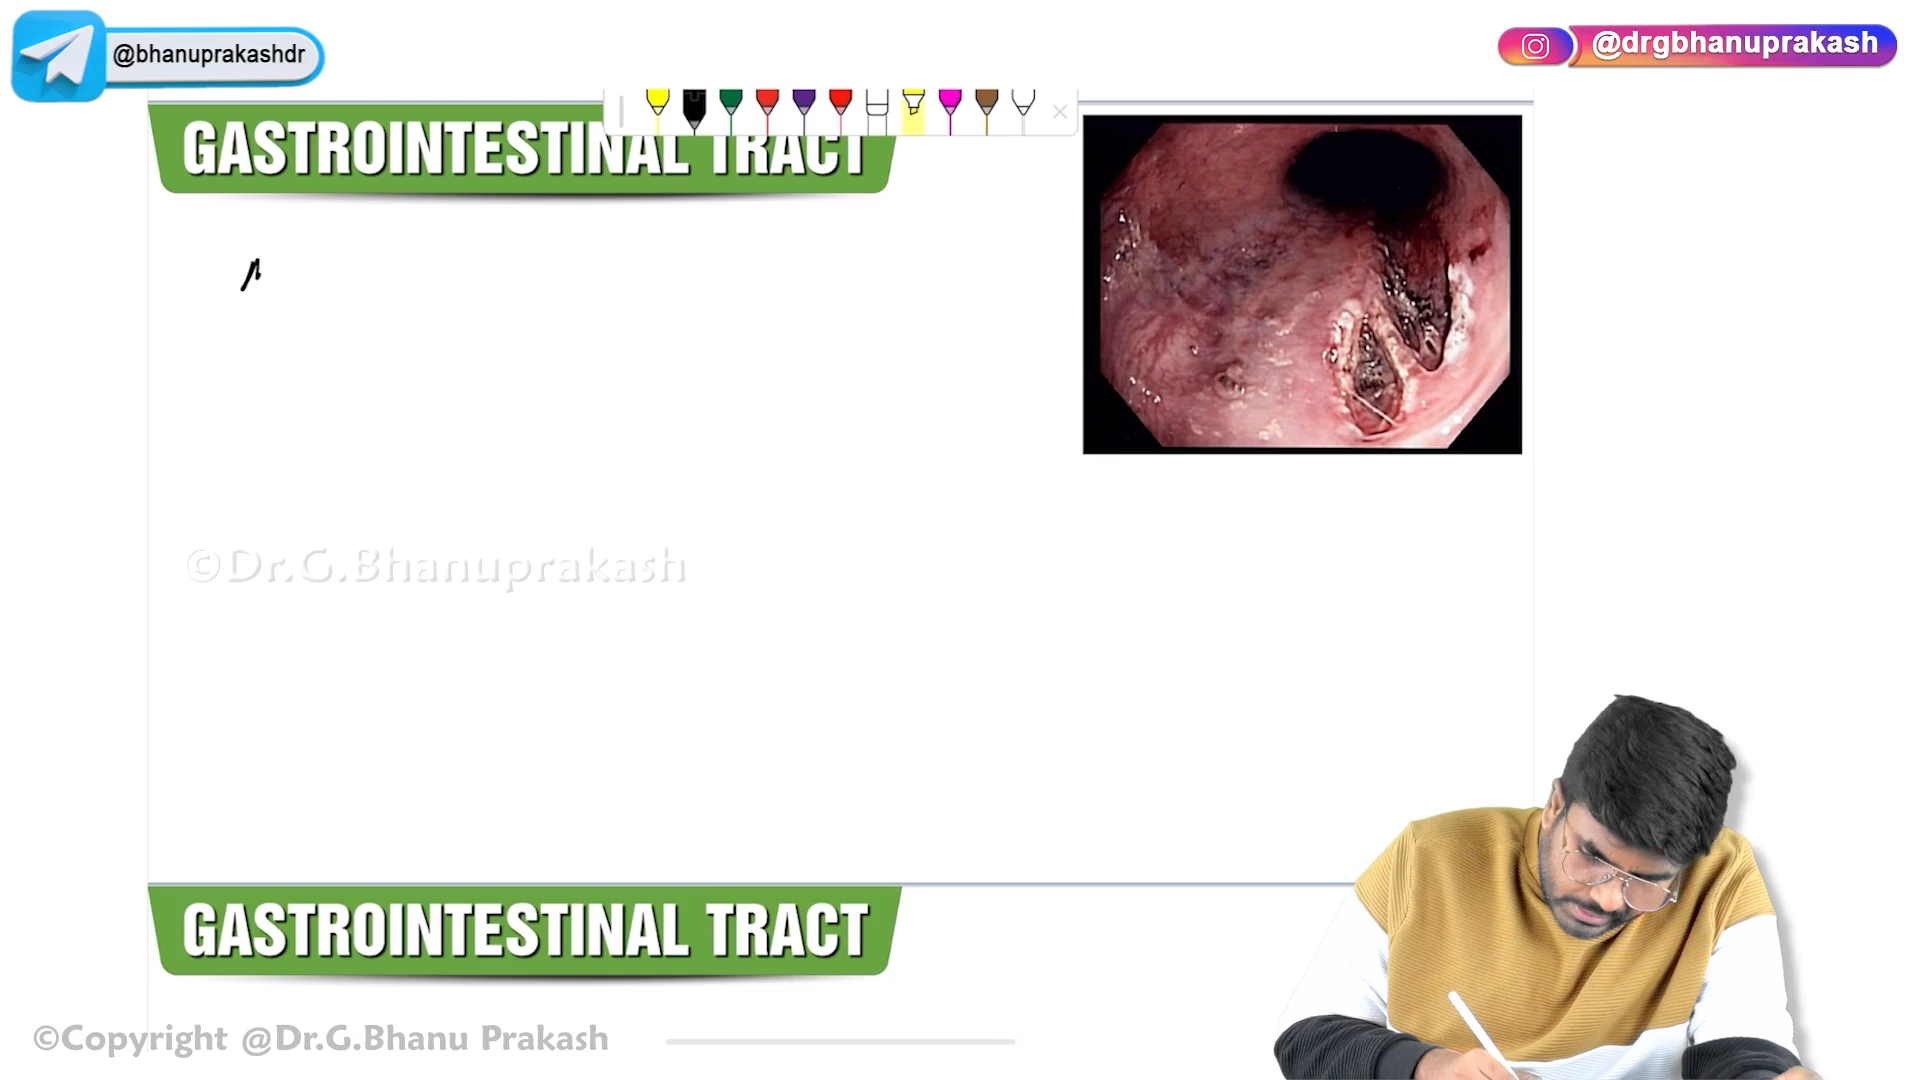 @bhanuprakashdr
@drgbhanuprakash
GASTROINTESTINAL TRACT
©Dr.G.Bhanuprakash
GASTROINTESTINAL TRACT
©Copyright @Dr.G.Bhanu Prakash